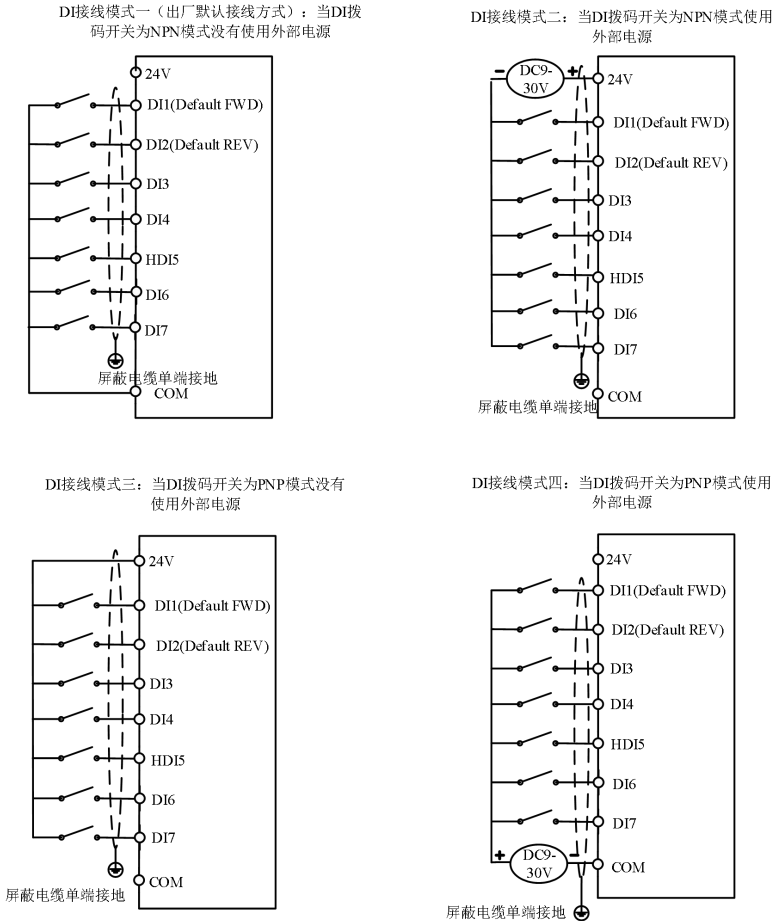 DI接线模式一（出厂默认接线方式）：当DI拨
码开关为NPN模式没有使用外部电源
24V
DI1(Default FWD)
DI2(Default REV)
DI3
DI4
HDI5
DI6
DI7
屏蔽电缆单端接地
COM
DI接线模式二：当DI拨码开关为NPN模式使用
外部电源
−
DC9-
30V
+
24V
DI1(Default FWD)
DI2(Default REV)
DI3
DI4
HDI5
DI6
DI7
COM
屏蔽电缆单端接地
DI接线模式三：当DI拨码开关为PNP模式没有
使用外部电源
24V
DI1(Default FWD)
DI2(Default REV)
DI3
DI4
HDI5
DI6
DI7
COM
屏蔽电缆单端接地
DI接线模式四：当DI拨码开关为PNP模式使用
外部电源
24V
DI1(Default FWD)
DI2(Default REV)
DI3
DI4
HDI5
DI6
DI7
+
DC9-
30V
−
COM
屏蔽电缆单端接地